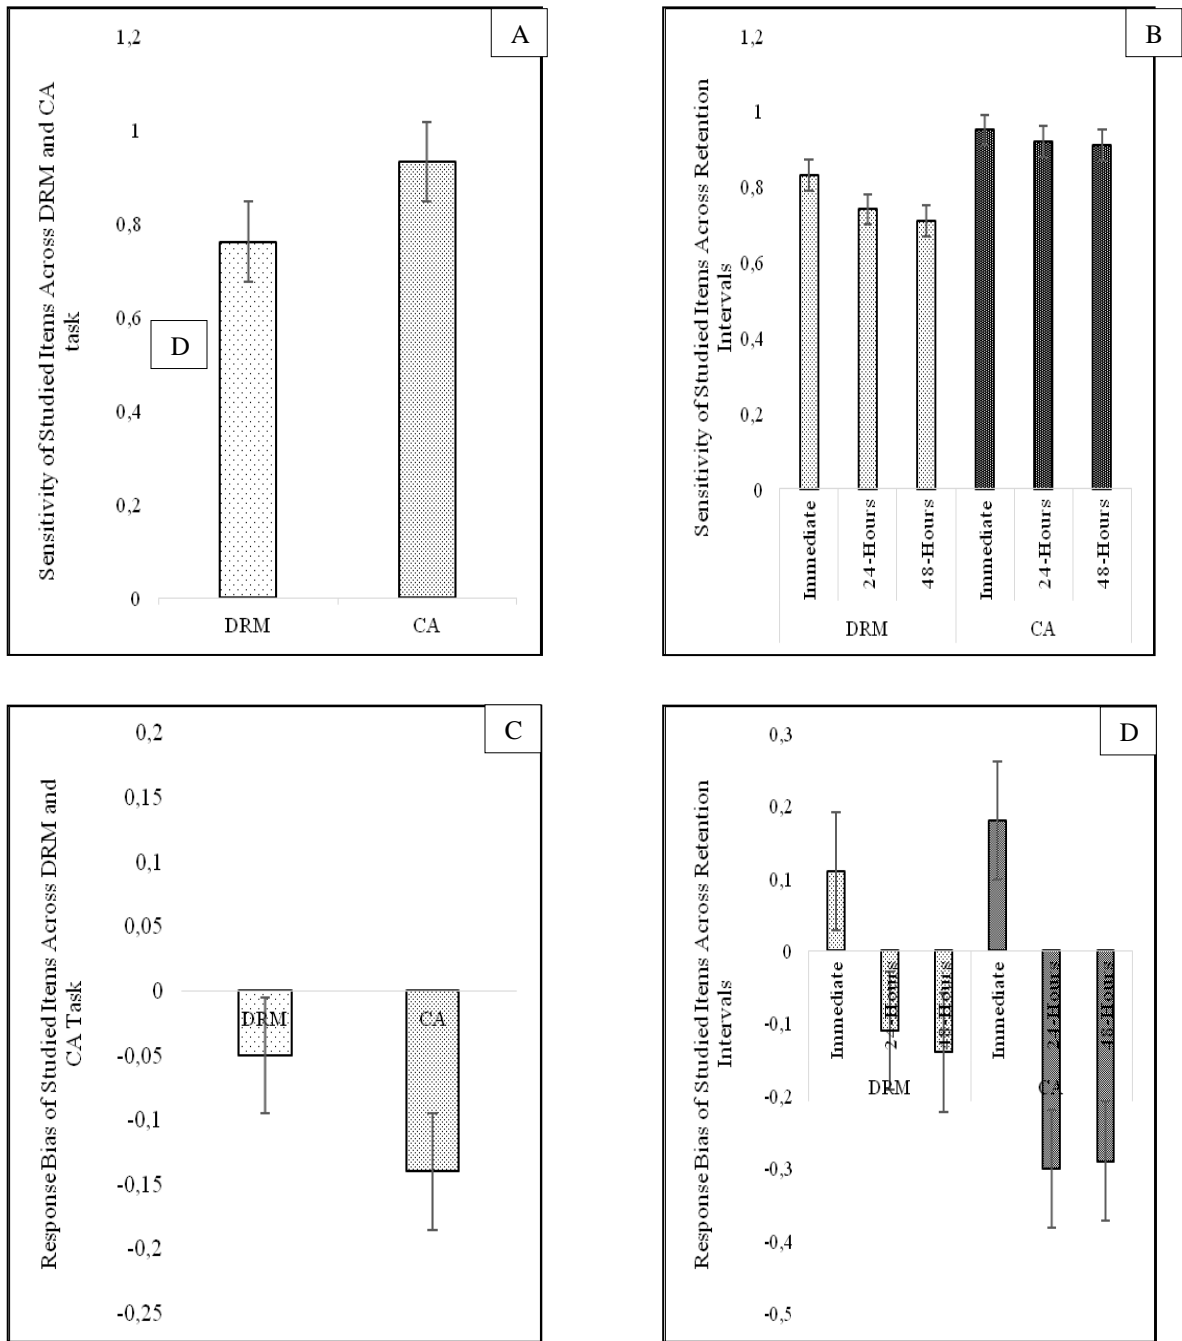 A
1,2
1
0,8
0,6
0,4
0,2
0
Sensitivity of Studied Items Across DRM and CA
task
D
DRM CA
B
1,2
1
0,8
0,6
0,4
0,2
0
Sensitivity of Studied Items Across Retention
Intervals
Immediate
24-Hours
48-Hours
Immediate
24-Hours
48-Hours
DRM CA
C
0,2
0,15
0,1
0,05
0
-0,05
-0,1
-0,15
-0,2
-0,25
Response Bias of Studied Items Across DRM and
CA Task
DRM CA
D
0,3
0,2
0,1
0
-0,1
-0,2
-0,3
-0,4
-0,5
Response Bias of Studied Items Across Retention
Intervals
Immediate
24-Hours
48-Hours
Immediate
24-Hours
48-Hours
DRM CA